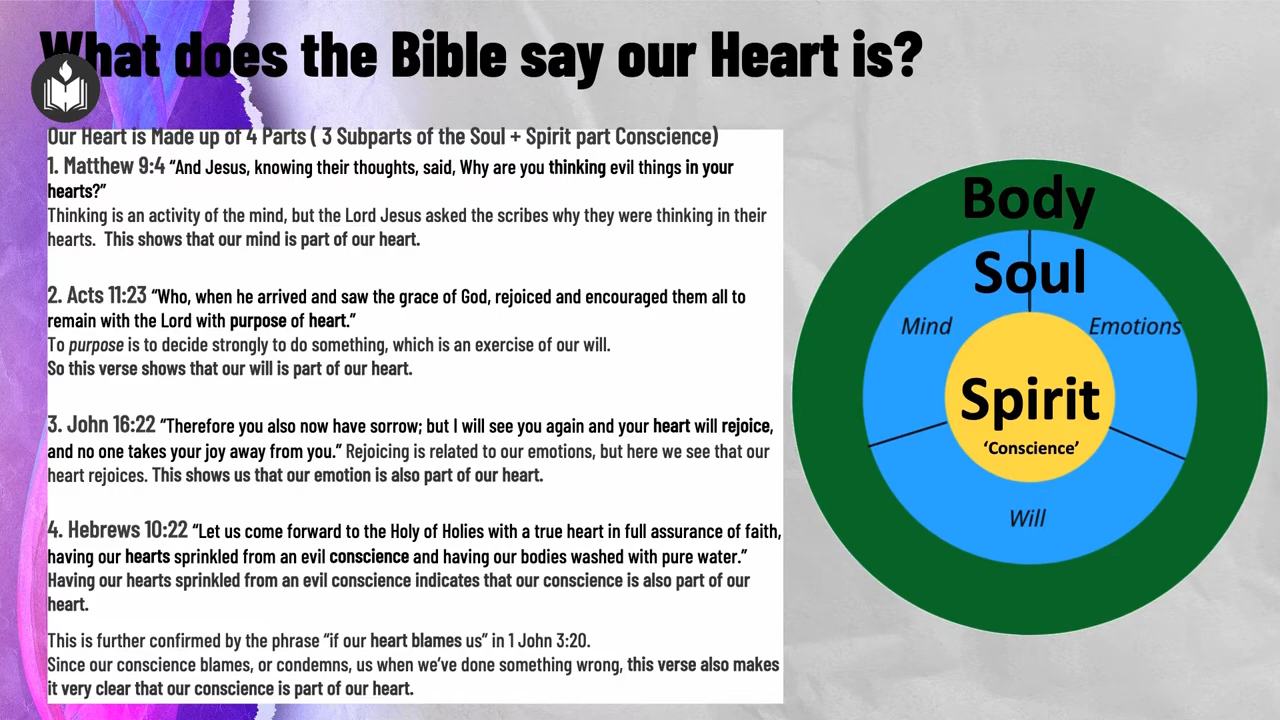 What does the Bible say our Heart is?
Our Heart is Made up of 4 Parts ( 3 Subparts of the Soul + Spirit part Conscience)
1. Matthew 9:4 “And Jesus, knowing their thoughts, said, Why are you thinking evil things in your
hearts?”
Thinking is an activity of the mind, but the Lord Jesus asked the scribes why they were thinking in their
hearts. This shows that our mind is part of our heart.
2. Acts 11:23 “Who, when he arrived and saw the grace of God, rejoiced and encouraged them all to
remain with the Lord with purpose of heart.”
To purpose is to decide strongly to do something, which is an exercise of our will.
So this verse shows that our will is part of our heart.
3. John 16:22 “Therefore you also now have sorrow; but I will see you again and your heart will rejoice,
and no one takes your joy away from you.” Rejoicing is related to our emotions, but here we see that our
heart rejoices. This shows us that our emotion is also part of our heart.
4. Hebrews 10:22 “Let us come forward to the Holy of Holies with a true heart in full assurance of faith,
having our hearts sprinkled from an evil conscience and having our bodies washed with pure water.”
Having our hearts sprinkled from an evil conscience indicates that our conscience is also part of our
heart.
This is further confirmed by the phrase “if our heart blames us” in 1 John 3:20.
Since our conscience blames, or condemns, us when we’ve done something wrong, this verse also makes
it very clear that our conscience is part of our heart.
Body
Soul
Mind
Emotions
Spirit
‘Conscience’
Will